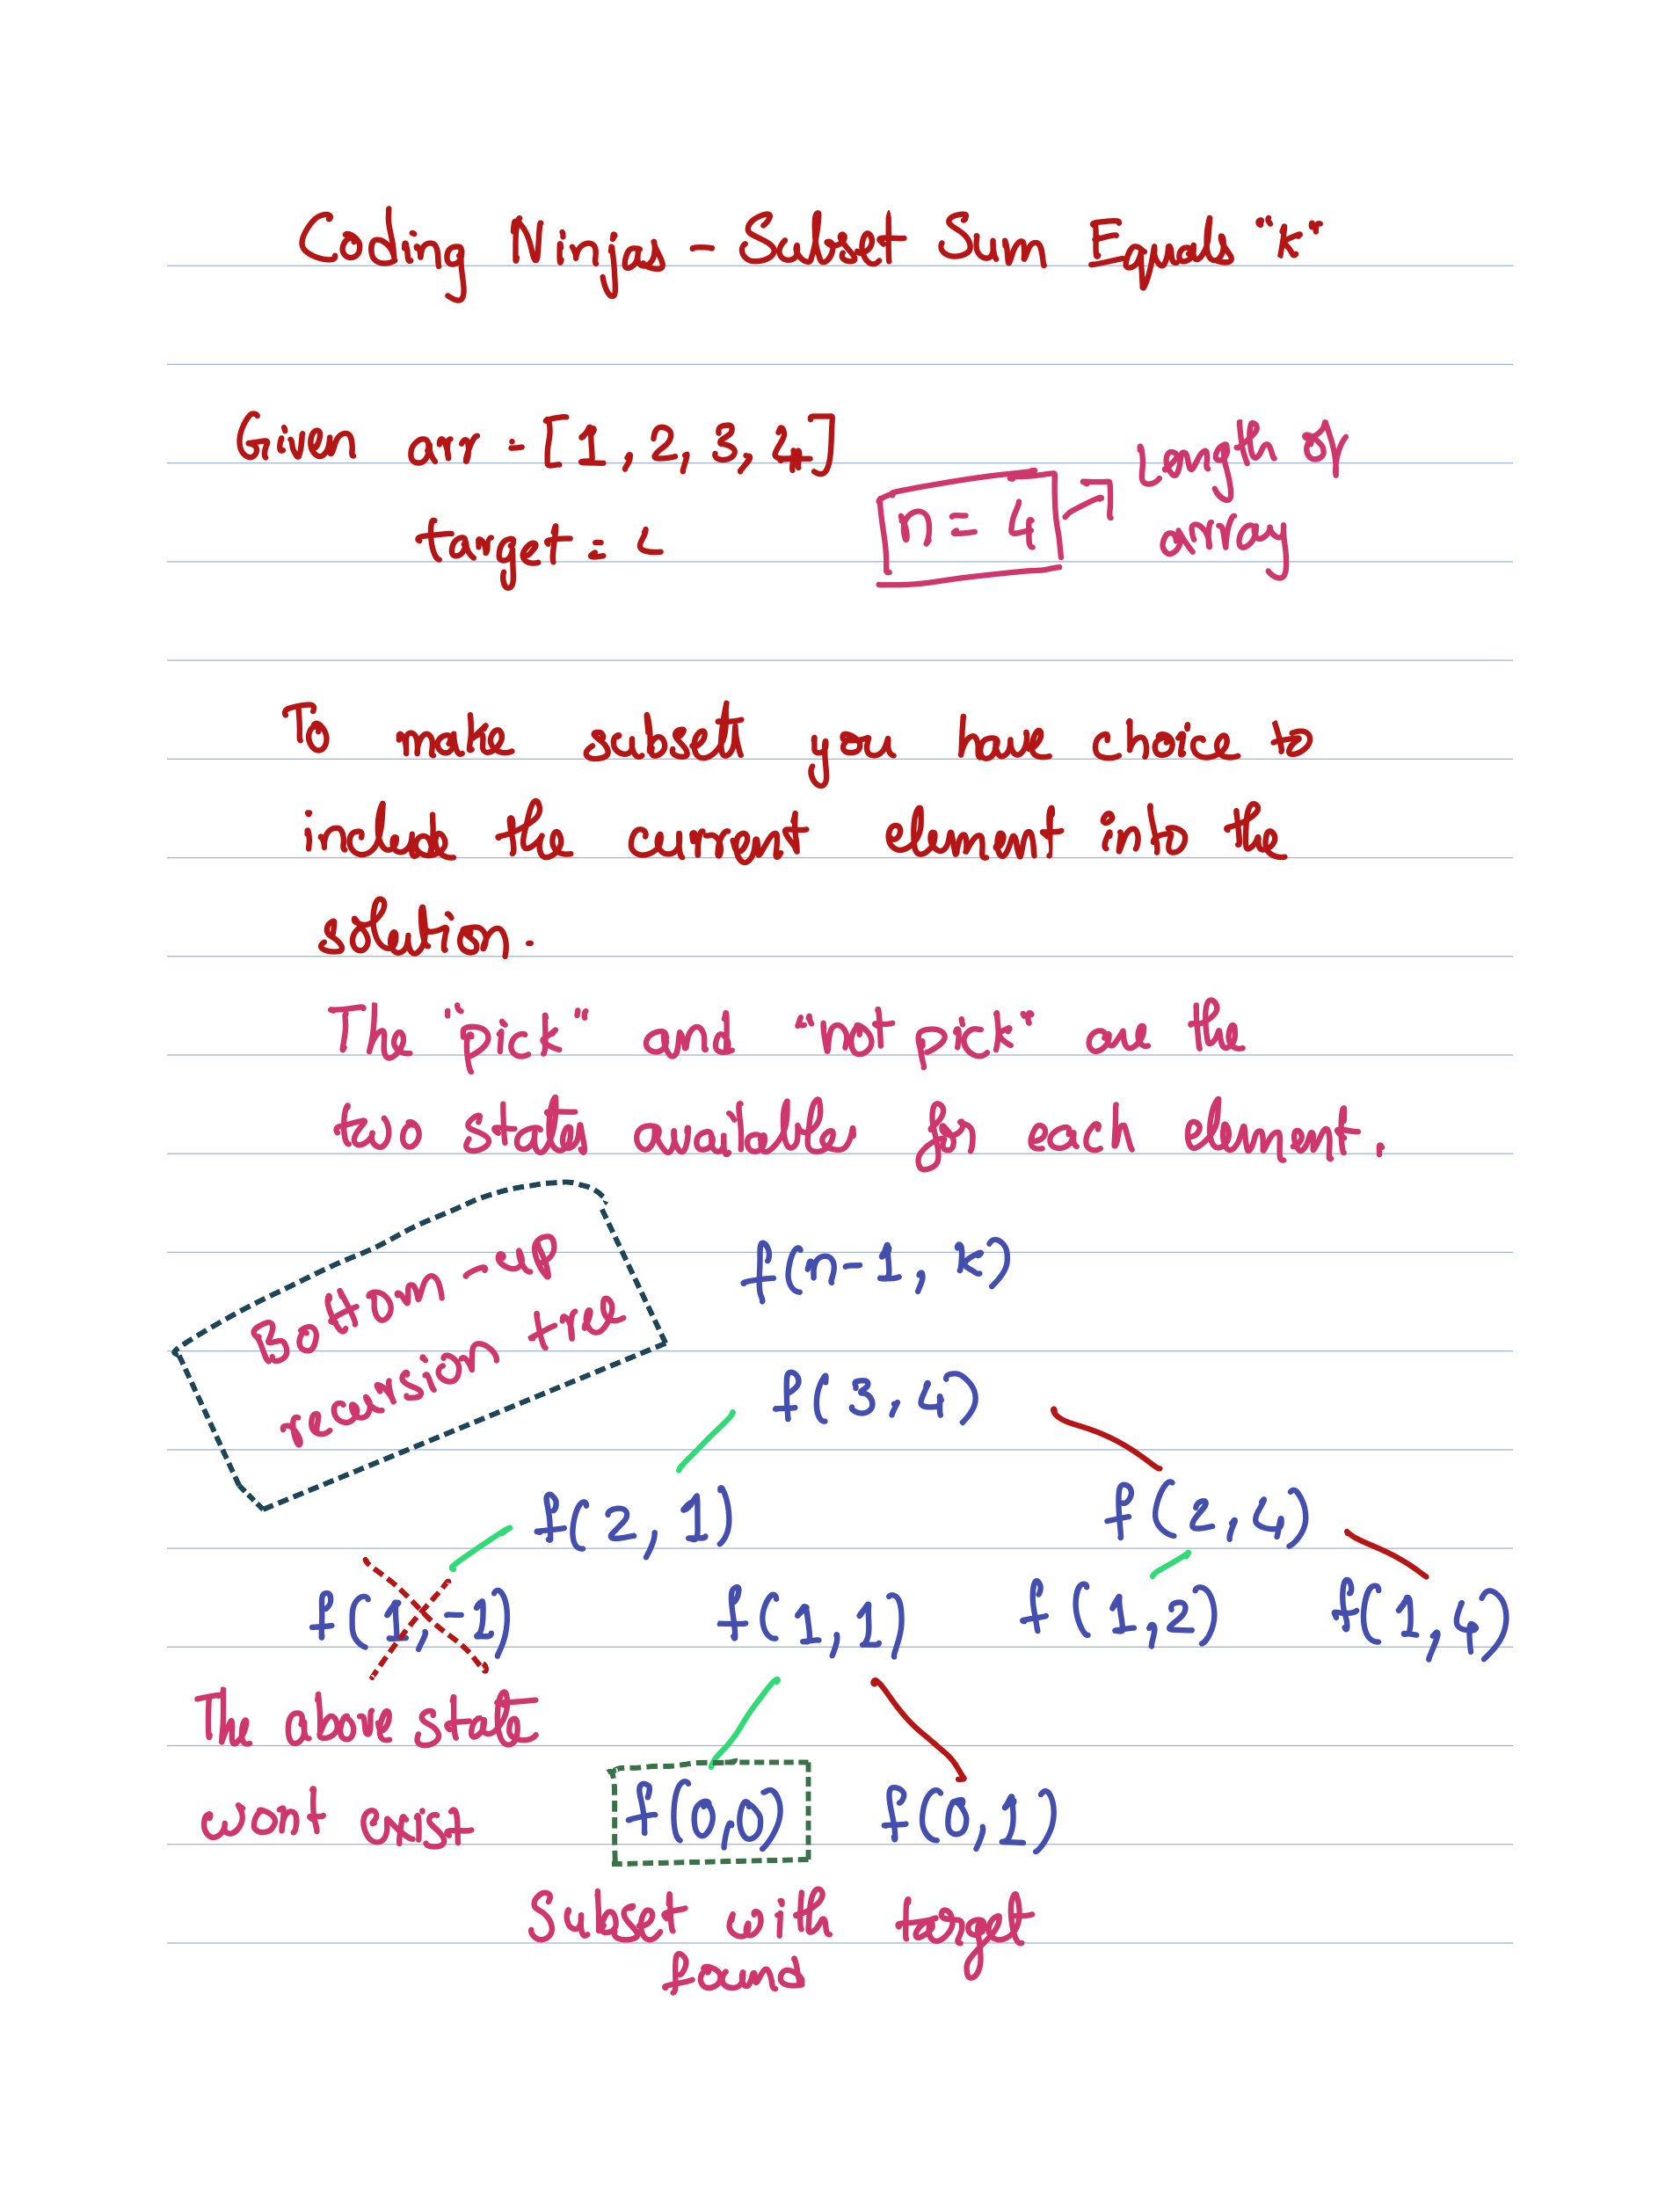 Coding Ninjas - Subset Sum Equals "K"
Given arr = [1, 2, 3, 4]
n = 4 → Length of
array
target =
To make subset you have choice to
include the current element into the
solution.
The "pick" and "not pick" are the
two states available for each element.
Bottom-up
recursion tree
f(n-1, K)
f(3,4)
f(2,1) f(2,4)
f(1,-1) f(1,1) f(1,2) f(1,4)
The above state
wont exist
f(0,0) f(0,1)
Subset with target
found